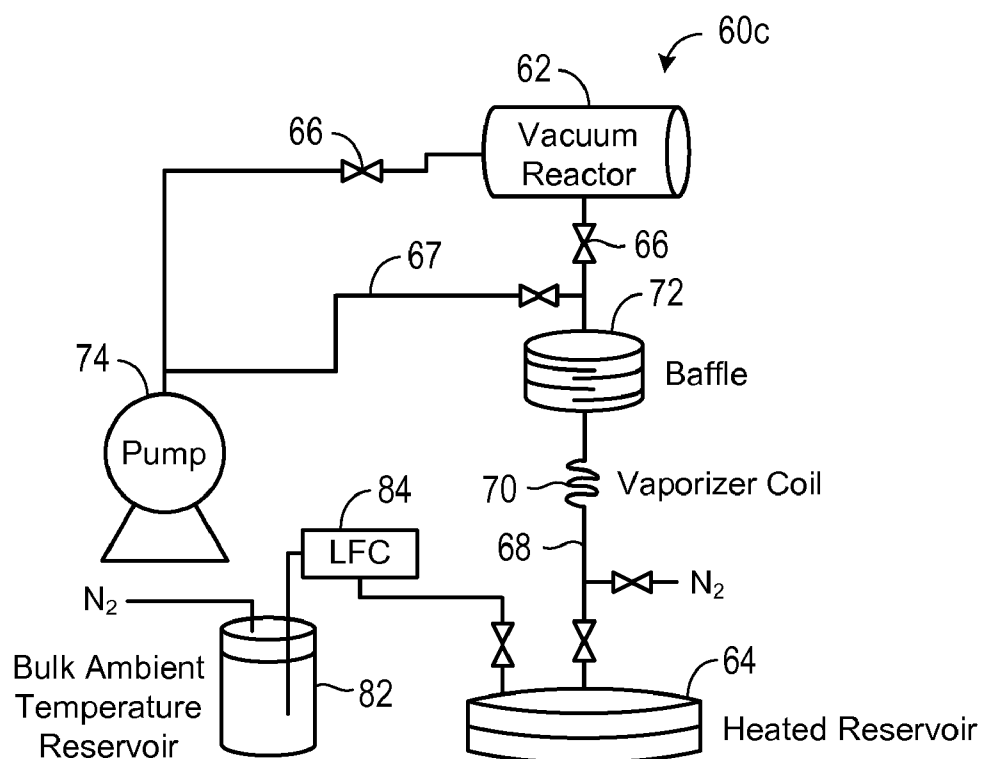 60c
62
Vacuum
Reactor
66
66
67
72
Baffle
74
Pump
70
Vaporizer Coil
84
LFC
68
N₂
N₂
Bulk Ambient
Temperature
Reservoir
82
64
Heated Reservoir